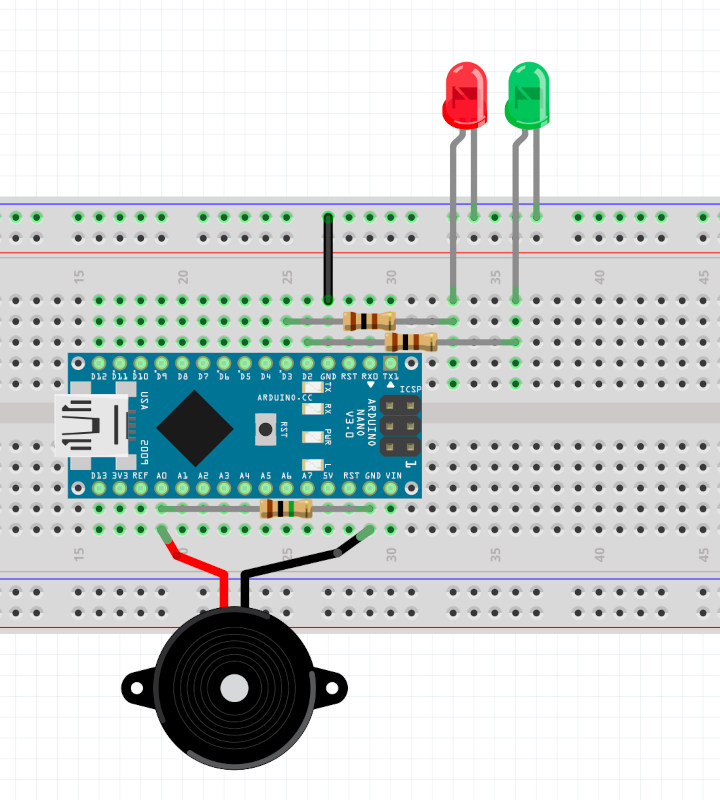 15 20 25 30 35 40 45
D12 D11 D10 D9 D8 D7 D6 D5 D4 D3 D2 GND RST RX0 TX1
USA
2009
ARDUINO.CC
RST
TX
RX
PWR
L
ARDUINO
NANO
V3.0
ICSP
1
D13 3V3 REF A0 A1 A2 A3 A4 A5 A6 A7 5V RST GND VIN
15 20 25 30 35 40 45